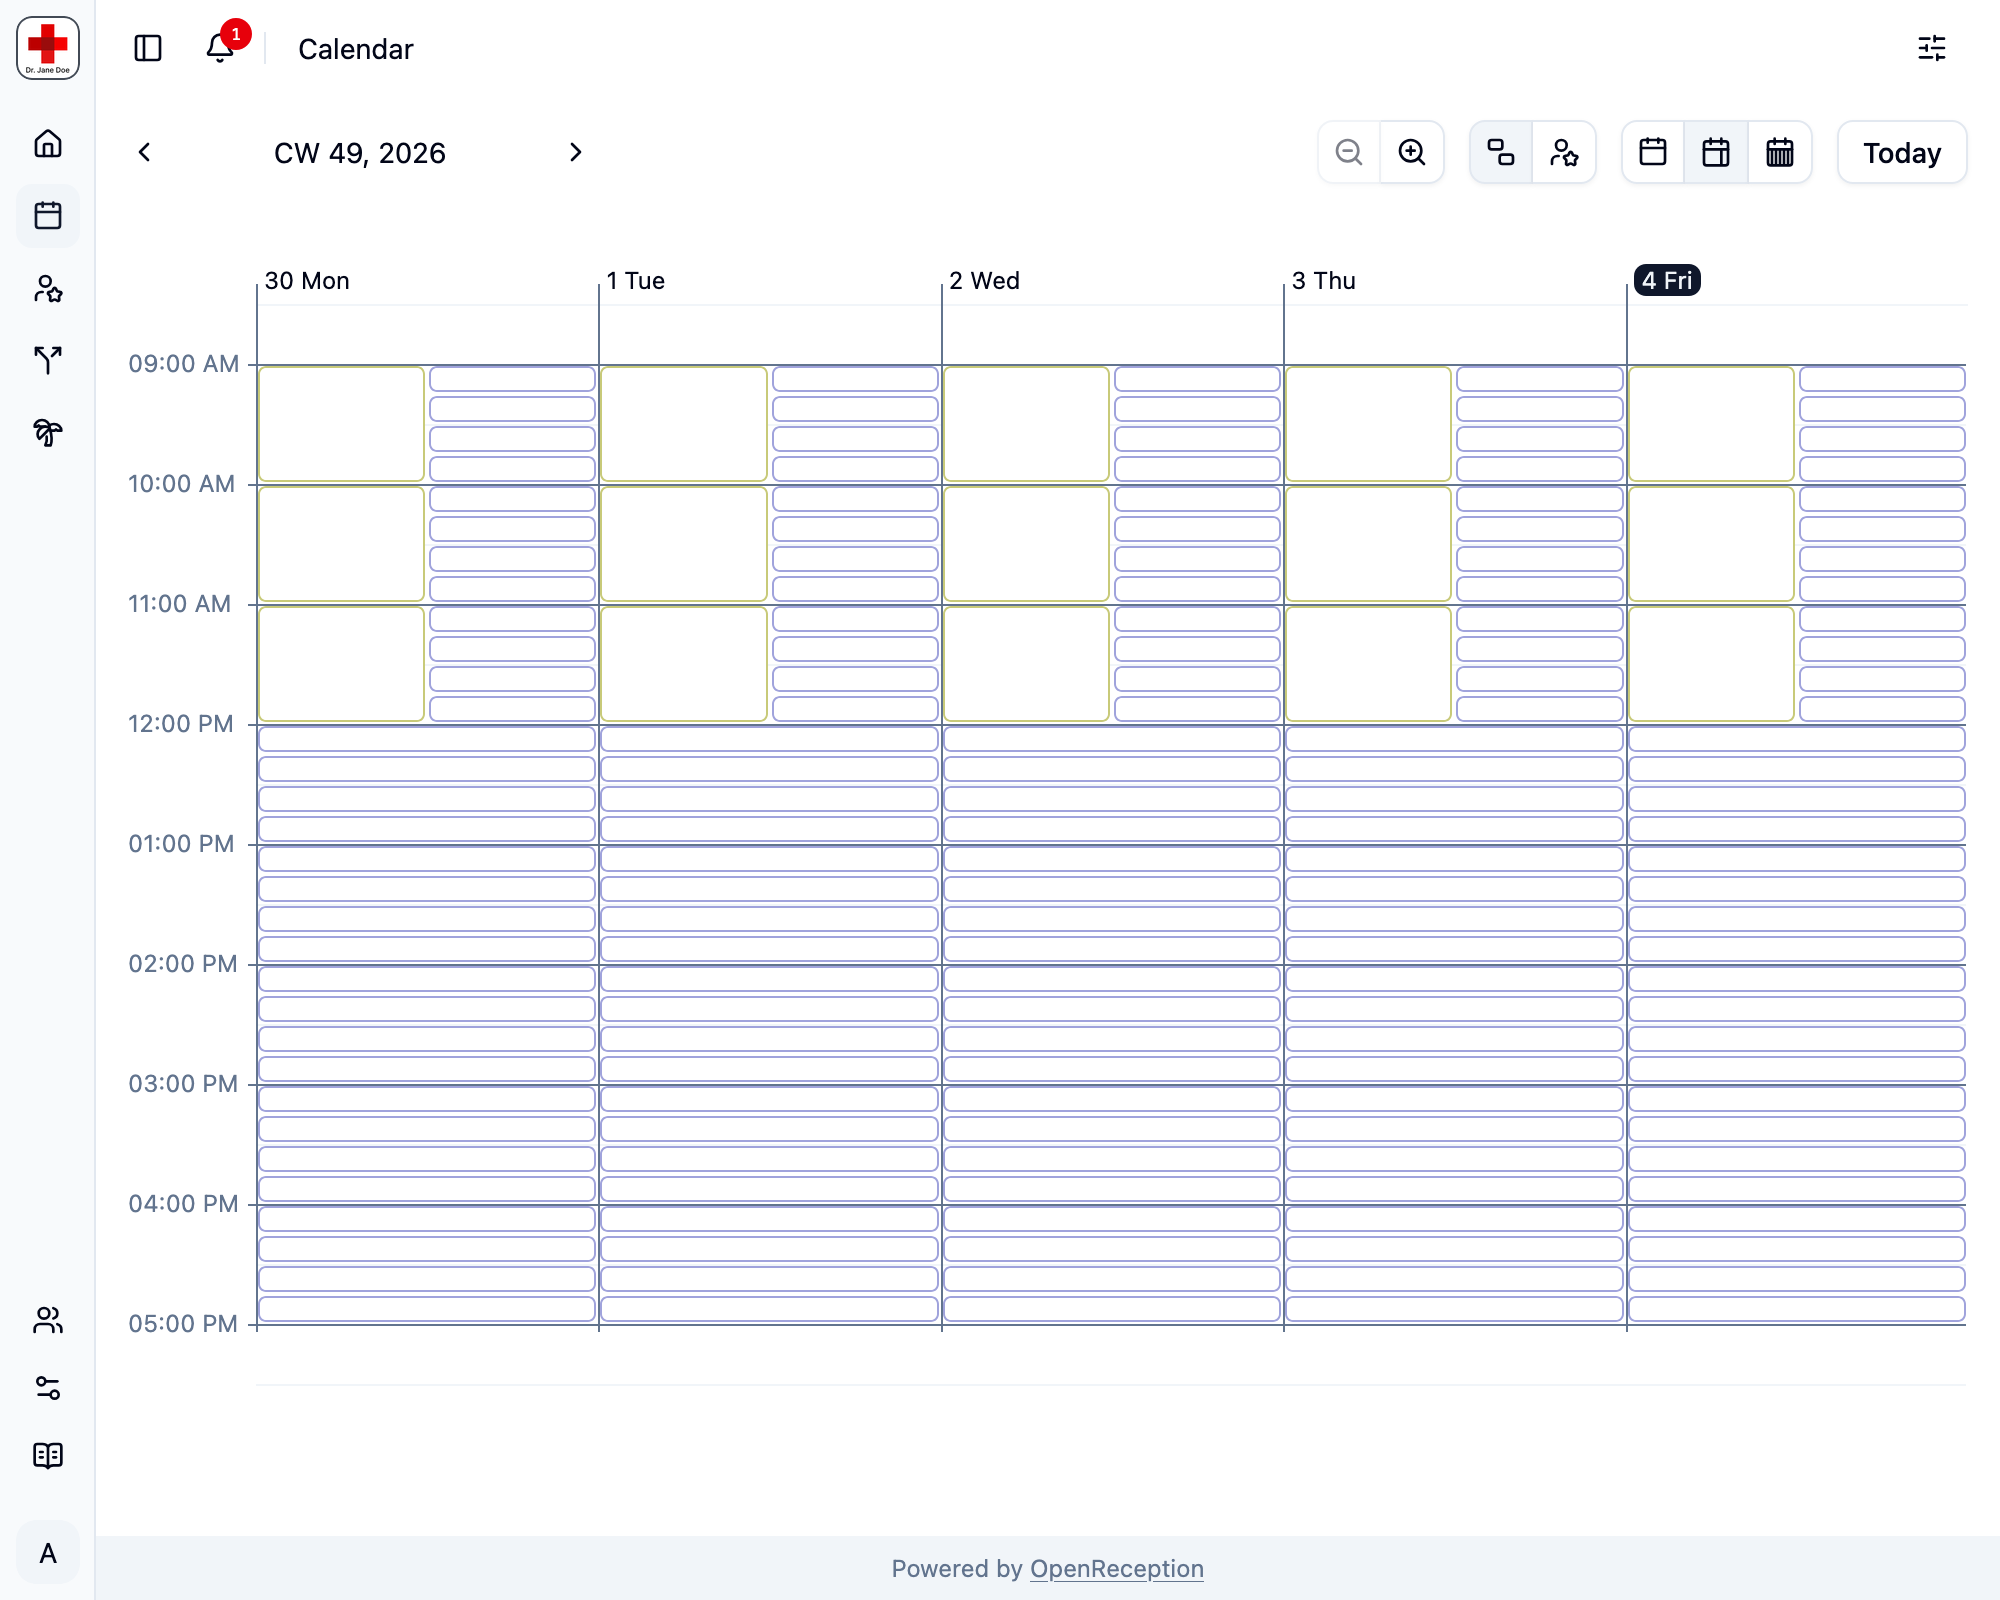 Dr. Jane Doe
1
Calendar
CW 49, 2026
Today
30 Mon
1 Tue
2 Wed
3 Thu
4 Fri
09:00 AM
10:00 AM
11:00 AM
12:00 PM
01:00 PM
02:00 PM
03:00 PM
04:00 PM
05:00 PM
A
Powered by OpenReception